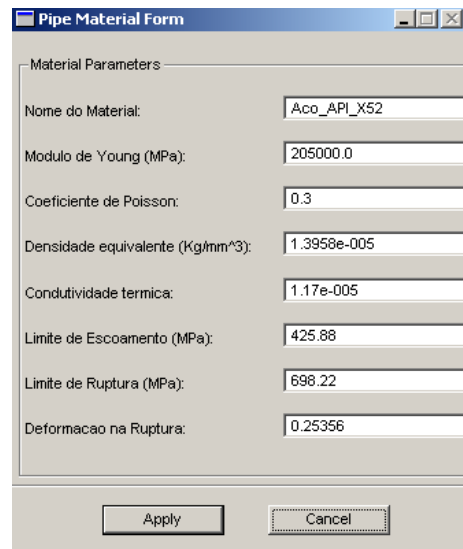 Pipe Material Form
Material Parameters
Nome do Material: Aco_API_X52
Modulo de Young (MPa): 205000.0
Coeficiente de Poisson: 0.3
Densidade equivalente (Kg/mm^3): 1.3958e-005
Condutividade termica: 1.17e-005
Limite de Escoamento (MPa): 425.88
Limite de Ruptura (MPa): 698.22
Deformacao na Ruptura: 0.25356
Apply Cancel